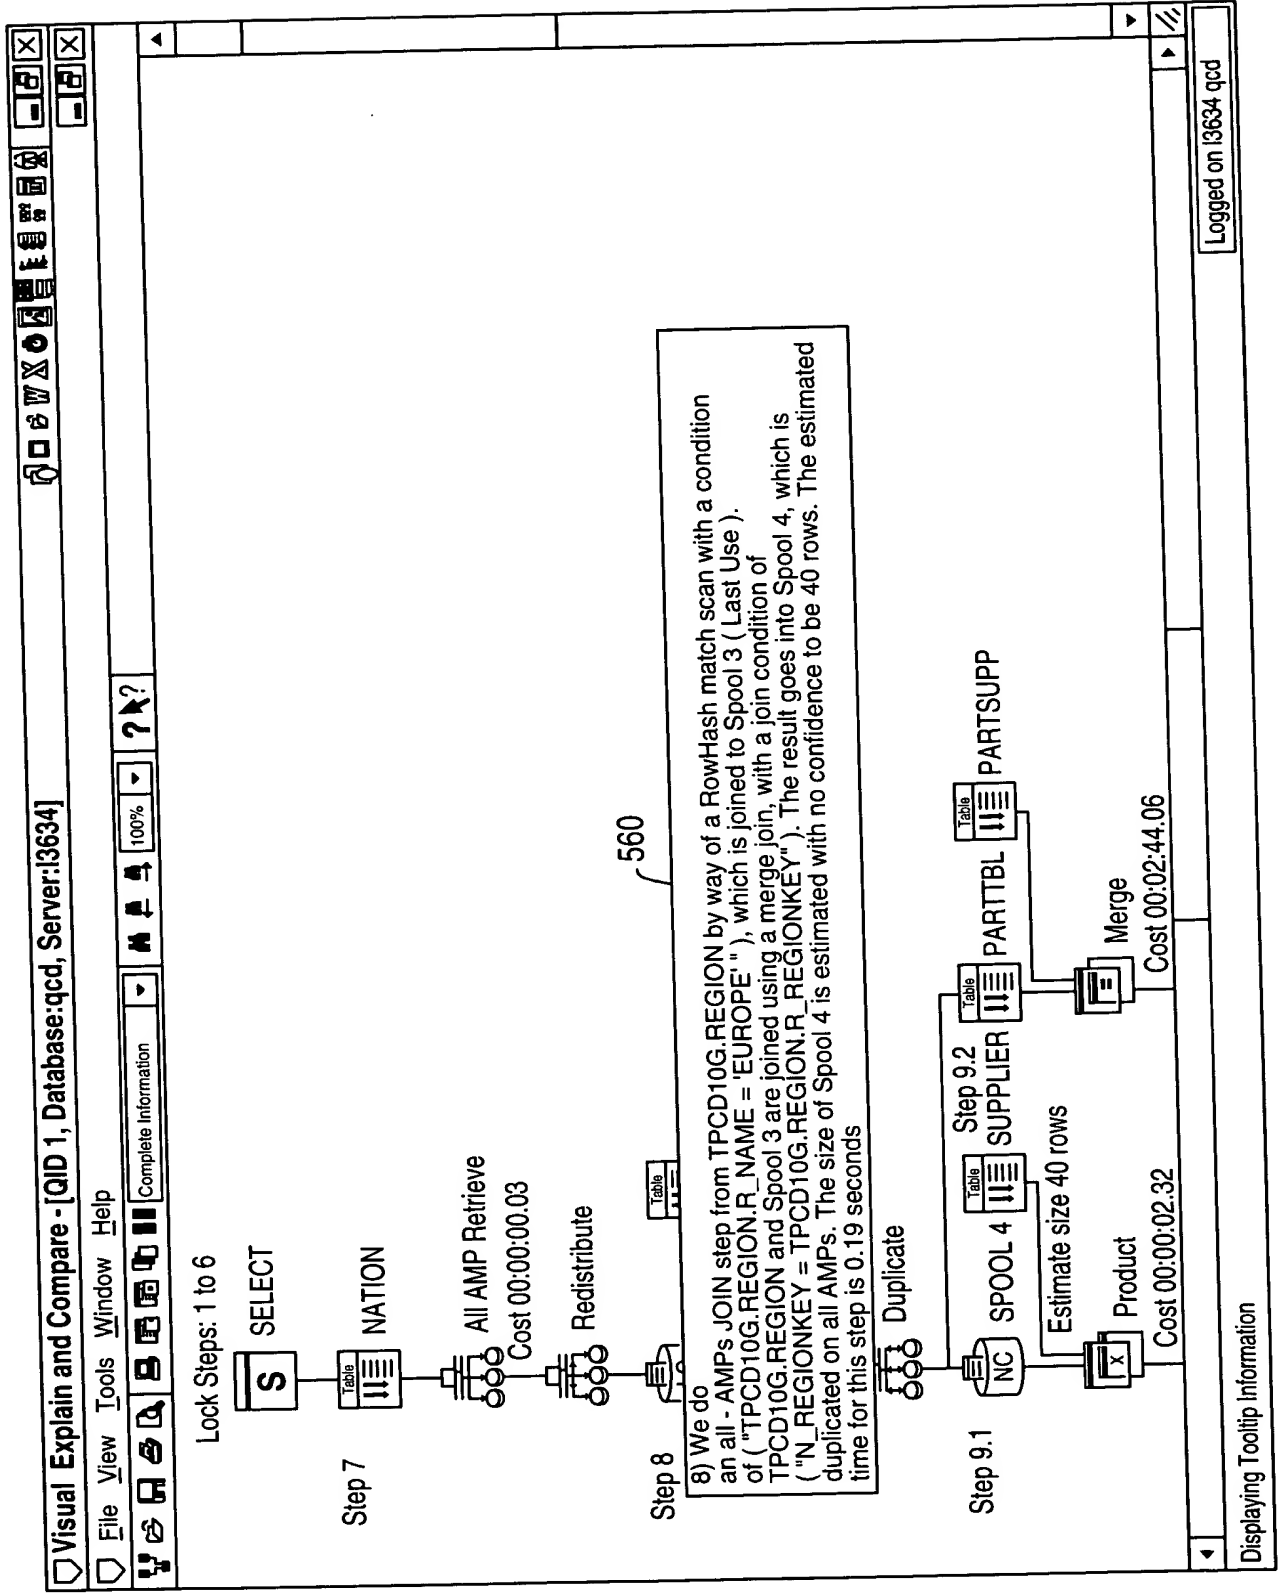 Visual Explain and Compare - [QID 1, Database:qcd, Server:l3634]
File View Tools Window Help
Complete Information
100%
Lock Steps: 1 to 6
S
SELECT
Step 7
Table
NATION
All AMP Retrieve
Cost 00:00:00.03
Redistribute
Step 8
Table
560
8) We do
an all - AMPs JOIN step from TPCD10G.REGION by way of a RowHash match scan with a condition
of ( "TPCD10G.REGION.R_NAME = 'EUROPE' " ), which is joined to Spool 3 ( Last Use ).
TPCD10G.REGION and Spool 3 are joined using a merge join, with a join condition of
( "N_REGIONKEY = TPCD10G.REGION.R_REGIONKEY" ). The result goes into Spool 4, which is
duplicated on all AMPs. The size of Spool 4 is estimated with no confidence to be 40 rows. The estimated
time for this step is 0.19 seconds
Duplicate
Step 9.1
NC
SPOOL 4
Table
Step 9.2
SUPPLIER
Table
PARTTBL
Table
PARTSUPP
Estimate size 40 rows
x
Product
Cost 00:00:02.32
=
Merge
Cost 00:02:44.06
Displaying Tooltip Information
Logged on l3634 qcd